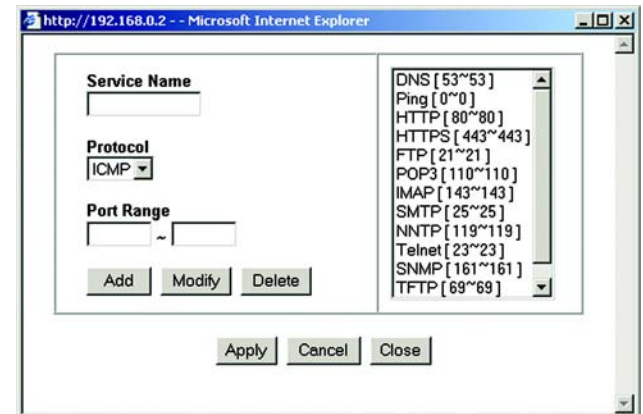 http://192.168.0.2 - - Microsoft Internet Explorer
Service Name
Protocol
ICMP
Port Range
~
Add Modify Delete
DNS [ 53~53 ]
Ping [ 0~0 ]
HTTP [ 80~80 ]
HTTPS [ 443~443 ]
FTP [ 21~21 ]
POP3 [ 110~110 ]
IMAP [ 143~143 ]
SMTP [ 25~25 ]
NNTP [ 119~119 ]
Telnet [ 23~23 ]
SNMP [ 161~161 ]
TFTP [ 69~69 ]
Apply Cancel Close